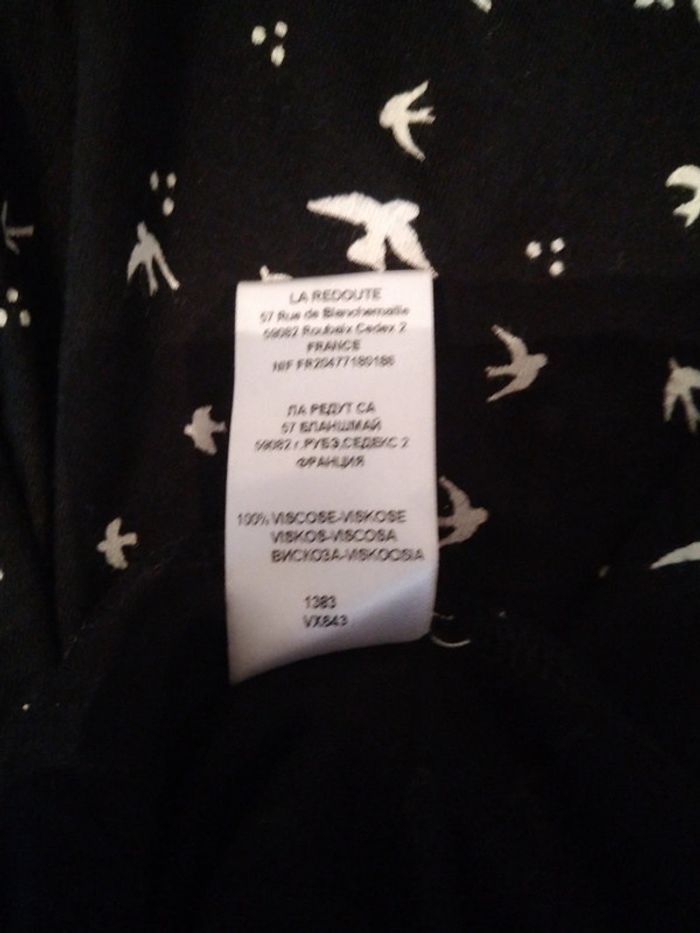 LA REDOUTE
57 Rue de Blanchemaille
59082 Roubaix Cedex 2
FRANCE
NIF FR20477180186
ЛА РЕДУТ СА
57 БЛАНШМАЙ
59082 г.РУБЭ,СЕДЕКС 2
ФРАНЦИЯ
100% VISCOSE-VISKOSE
VISKOS-VISCOSA
ВИСКОЗА-VISKOOSIA
1383
VX643